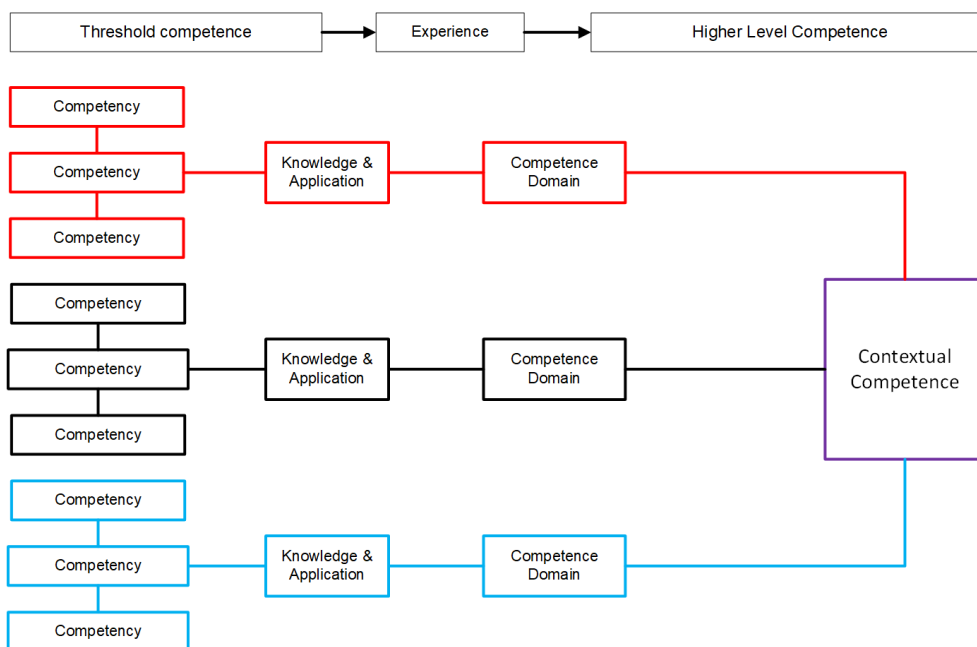 Threshold competence
Experience
Higher Level Competence
Competency
Competency
Knowledge &
Application
Competence
Domain
Competency
Competency
Competency
Knowledge &
Application
Competence
Domain
Contextual
Competence
Competency
Competency
Competency
Knowledge &
Application
Competence
Domain
Competency